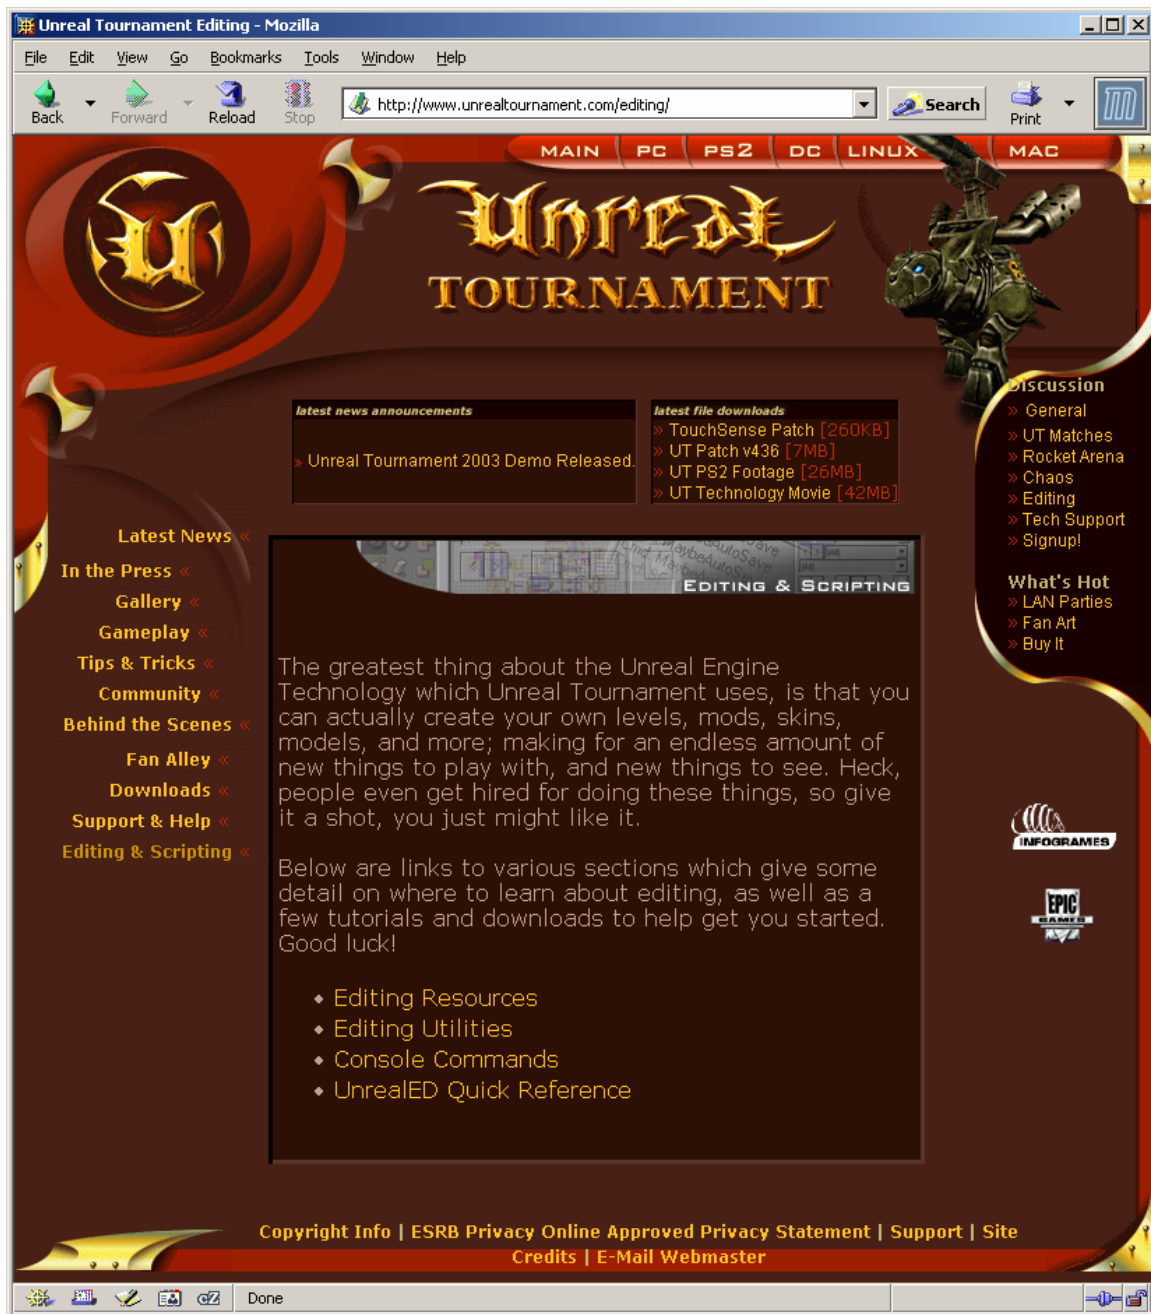 Unreal Tournament Editing - Mozilla
File Edit View Go Bookmarks Tools Window Help
Back Forward Reload Stop http://www.unrealtournament.com/editing/ Search Print
MAIN PC PS2 DC LINUX MAC
Unreal
TOURNAMENT
latest news announcements
» Unreal Tournament 2003 Demo Released.
latest file downloads
» TouchSense Patch [260KB]
» UT Patch v436 [7MB]
» UT PS2 Footage [26MB]
» UT Technology Movie [42MB]
Discussion
» General
» UT Matches
» Rocket Arena
» Chaos
» Editing
» Tech Support
» Signup!
What's Hot
» LAN Parties
» Fan Art
» Buy It
Latest News «
In the Press «
Gallery «
Gameplay «
Tips & Tricks «
Community «
Behind the Scenes «
Fan Alley «
Downloads «
Support & Help «
Editing & Scripting «
MaybeAutoSave
EDITING & SCRIPTING
The greatest thing about the Unreal Engine
Technology which Unreal Tournament uses, is that you
can actually create your own levels, mods, skins,
models, and more; making for an endless amount of
new things to play with, and new things to see. Heck,
people even get hired for doing these things, so give
it a shot, you just might like it.
Below are links to various sections which give some
detail on where to learn about editing, as well as a
few tutorials and downloads to help get you started.
Good luck!
• Editing Resources
• Editing Utilities
• Console Commands
• UnrealED Quick Reference
INFOGRAMES
EPIC
GAMES
Copyright Info | ESRB Privacy Online Approved Privacy Statement | Support | Site
Credits | E-Mail Webmaster
Done